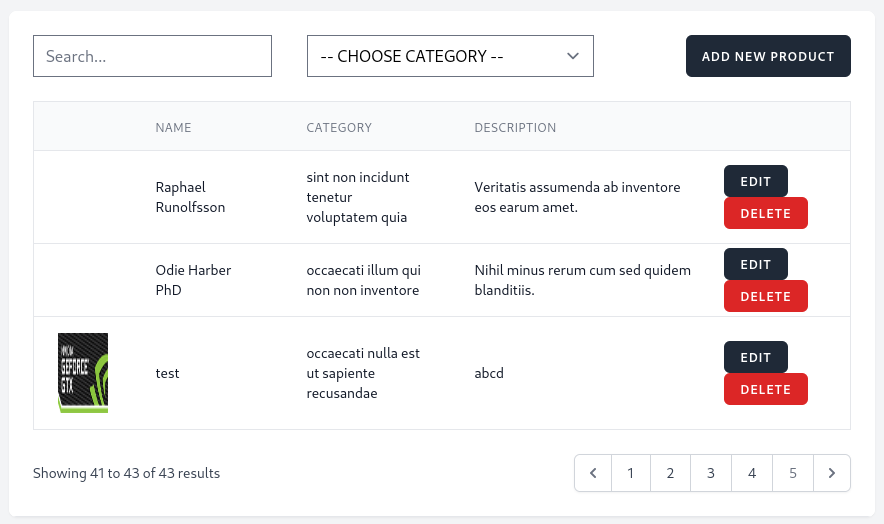 Search...
-- CHOOSE CATEGORY --
ADD NEW PRODUCT
NAME CATEGORY DESCRIPTION
Raphael
Runolfsson
sint non incidunt
tenetur
voluptatem quia
Veritatis assumenda ab inventore
eos earum amet.
EDIT
DELETE
Odie Harber
PhD
occaecati illum qui
non non inventore
Nihil minus rerum cum sed quidem
blanditiis.
EDIT
DELETE
GEFORCE
GTX
test
occaecati nulla est
ut sapiente
recusandae
abcd
EDIT
DELETE
Showing 41 to 43 of 43 results
1 2 3 4 5